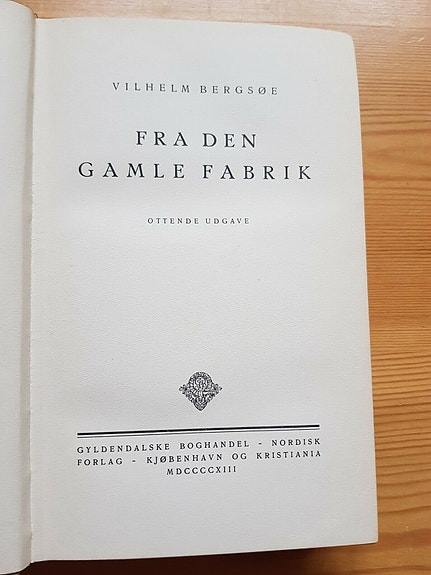 VILHELM BERGSØE
FRA DEN
GAMLE FABRIK
OTTENDE UDGAVE
GYLDENDALSKE BOGHANDEL - NORDISK
FORLAG - KJØBENHAVN OG KRISTIANIA
MDCCCCXIII